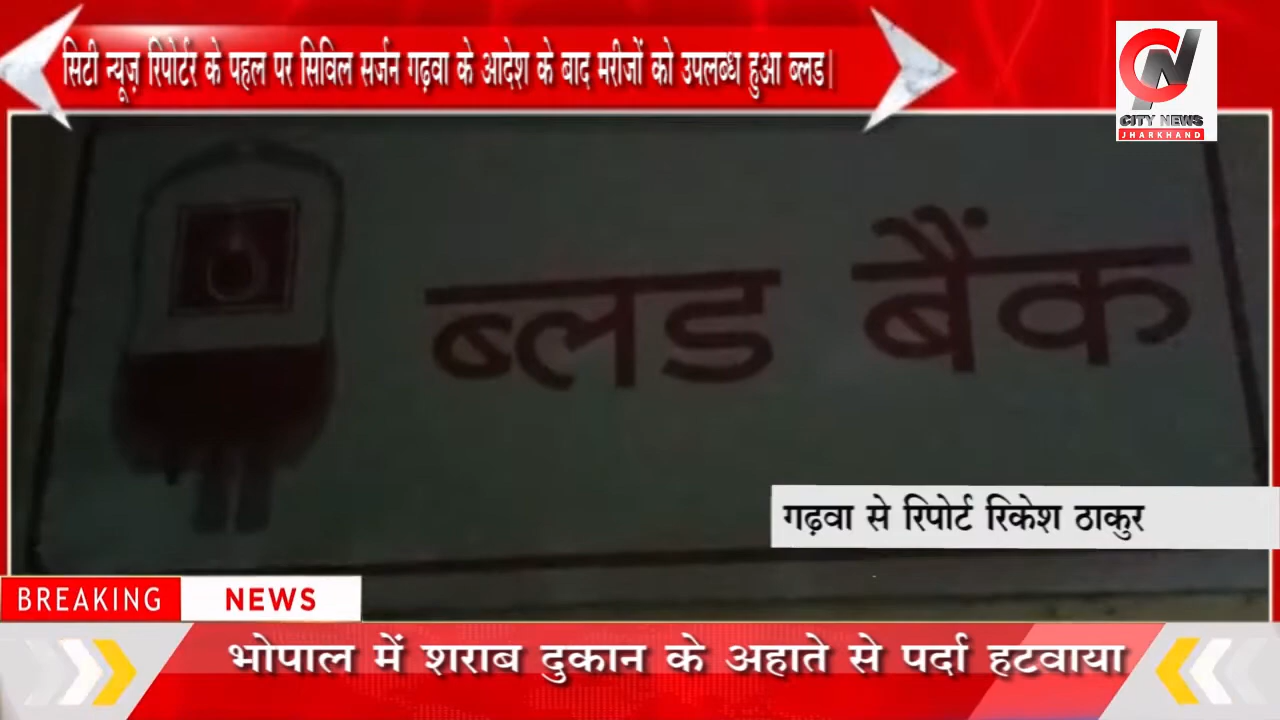 सिटी न्यूज़ रिपोर्टर के पहल पर सिविल सर्जन गढ़वा के आदेश के बाद मरीजों को उपलब्ध हुआ ब्लड|
CITY NEWS
JHARKHAND
ब्लड बैंक
गढ़वा से रिपोर्ट रिकेश ठाकुर
BREAKING NEWS
भोपाल में शराब दुकान के अहाते से पर्दा हटवाया